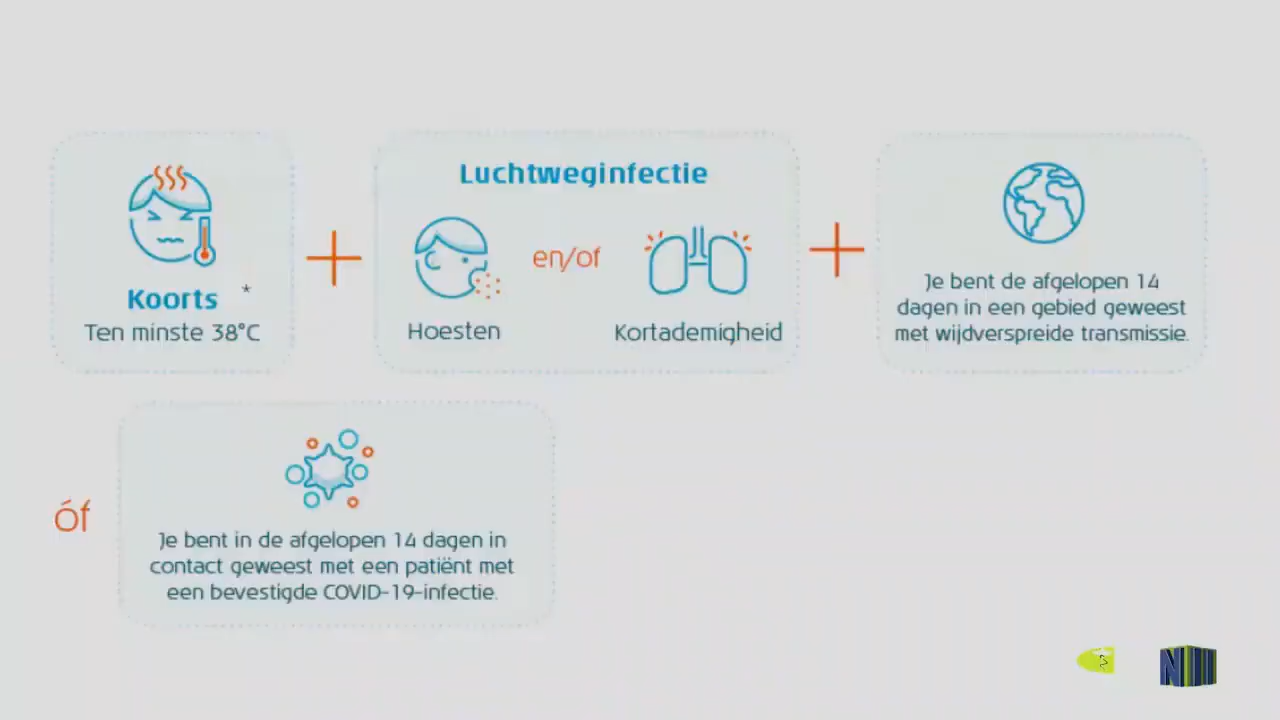 Luchtweginfectie
en/of
Koorts *
Ten minste 38°C
Hoesten
Kortademigheid
Je bent de afgelopen 14
dagen in een gebied geweest
met wijdverspreide transmissie.
óf
Je bent in de afgelopen 14 dagen in
contact geweest met een patiënt met
een bevestigde COVID-19-infectie.